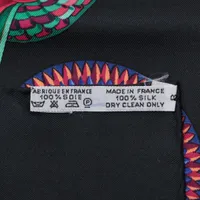 FABRIQUE EN FRANCE
100% SOIE
MADE IN FRANCE
100% SILK
DRY CLEAN ONLY